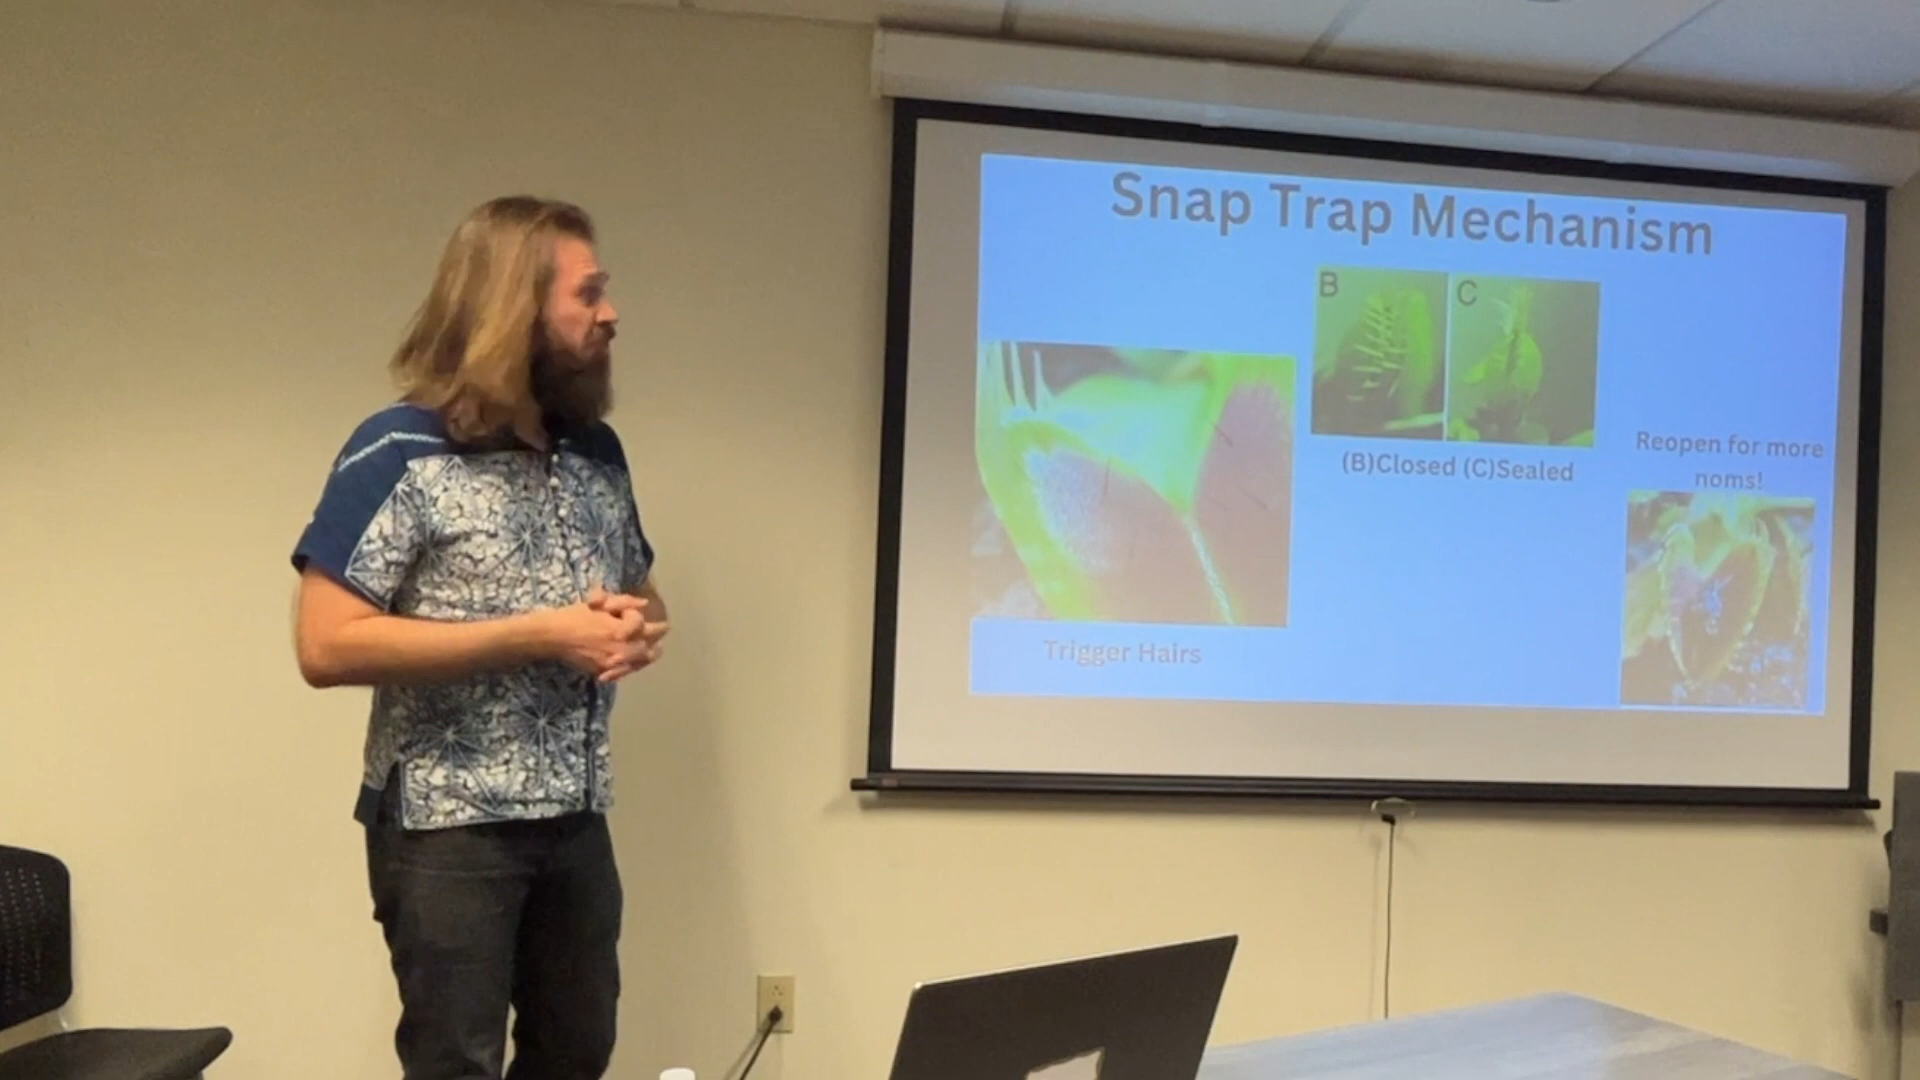 Snap Trap Mechanism
B
C
(B)Closed (C)Sealed
Reopen for more
noms!
Trigger Hairs